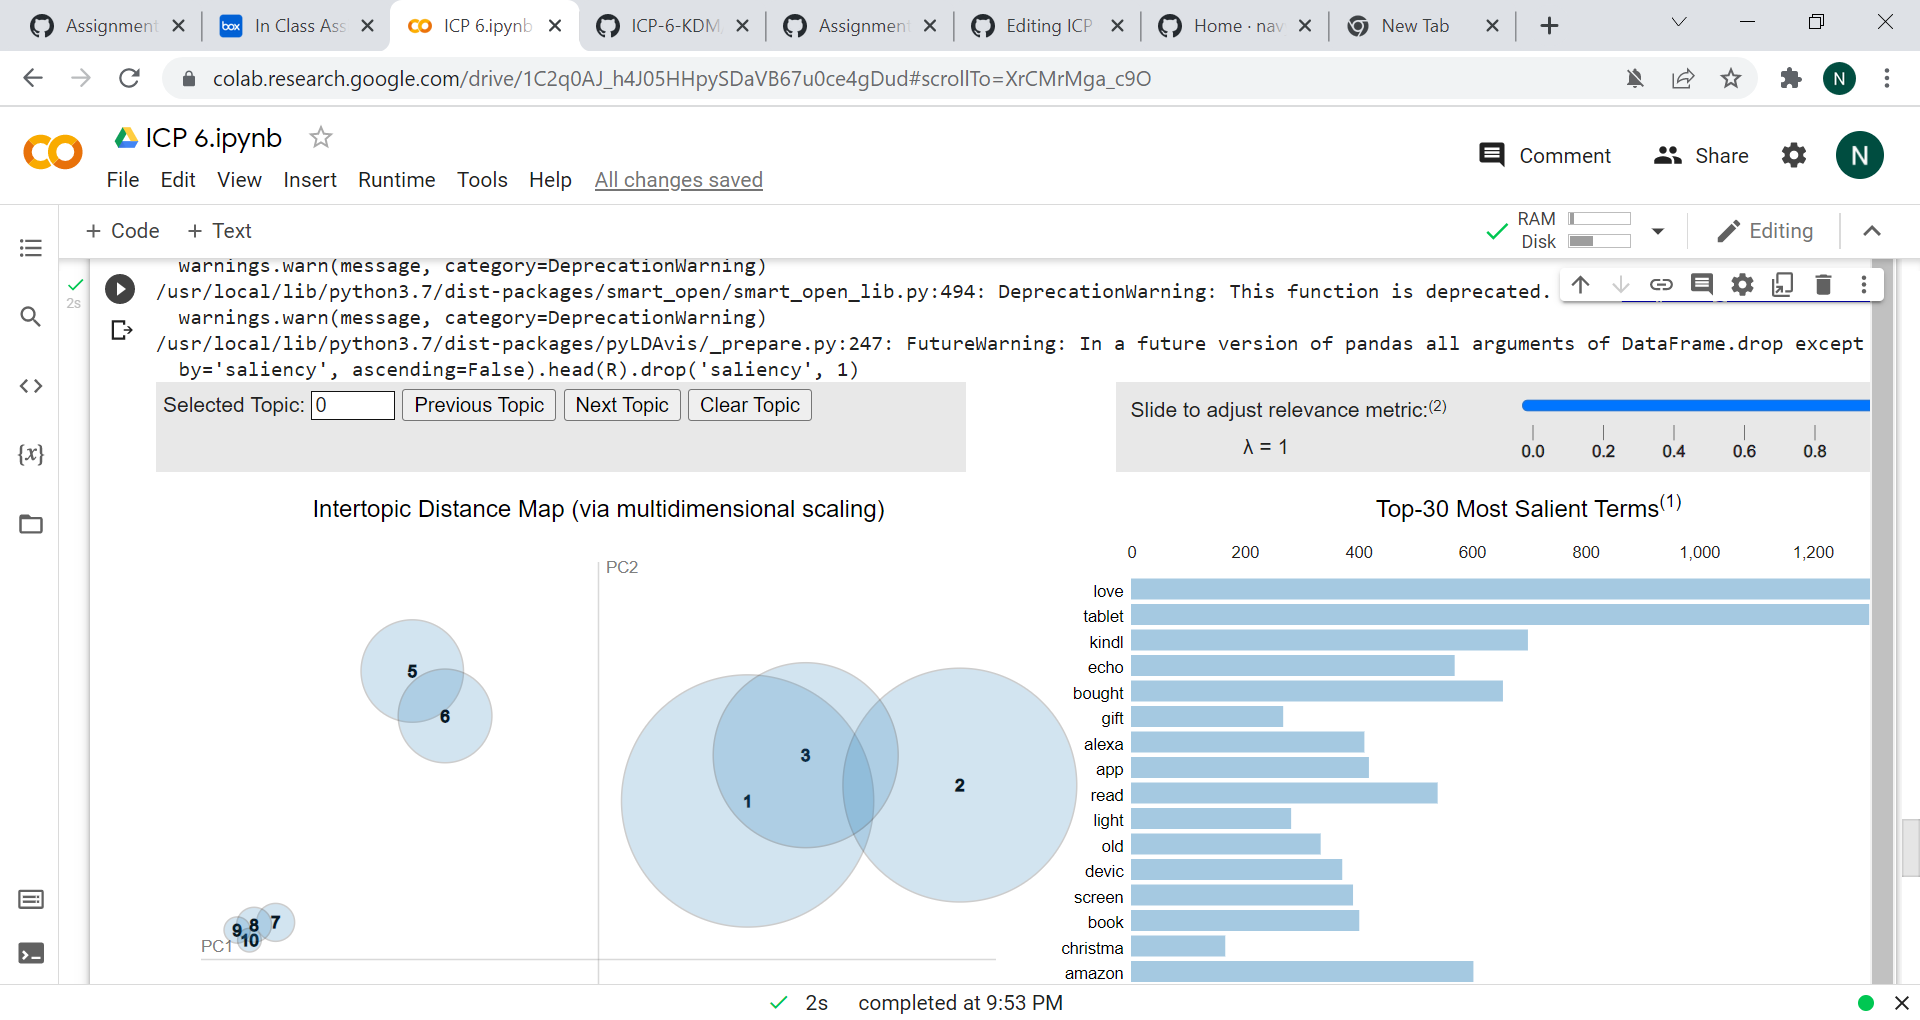 Assignment
In Class Ass
ICP 6.ipynb
ICP-6-KDM
Assignment
Editing ICP
Home · nav
New Tab
colab.research.google.com/drive/1C2q0AJ_h4J05HHpySDaVB67u0ce4gDud#scrollTo=XrCMrMga_c9O
N
ICP 6.ipynb
Comment
Share
N
File Edit View Insert Runtime Tools Help All changes saved
+ Code + Text
RAM
Disk
Editing
warnings.warn(message, category=DeprecationWarning)
2s
/usr/local/lib/python3.7/dist-packages/smart_open/smart_open_lib.py:494: DeprecationWarning: This function is deprecated.
warnings.warn(message, category=DeprecationWarning)
/usr/local/lib/python3.7/dist-packages/pyLDAvis/_prepare.py:247: FutureWarning: In a future version of pandas all arguments of DataFrame.drop except
by='saliency', ascending=False).head(R).drop('saliency', 1)
Selected Topic: 0 Previous Topic Next Topic Clear Topic
Slide to adjust relevance metric:(2)
λ = 1
0.0 0.2 0.4 0.6 0.8
Intertopic Distance Map (via multidimensional scaling)
PC2
5
6
3
1
2
7
8
9
10
PC1
Top-30 Most Salient Terms(1)
0 200 400 600 800 1,000 1,200
love
tablet
kindl
echo
bought
gift
alexa
app
read
light
old
devic
screen
book
christma
amazon
2s completed at 9:53 PM